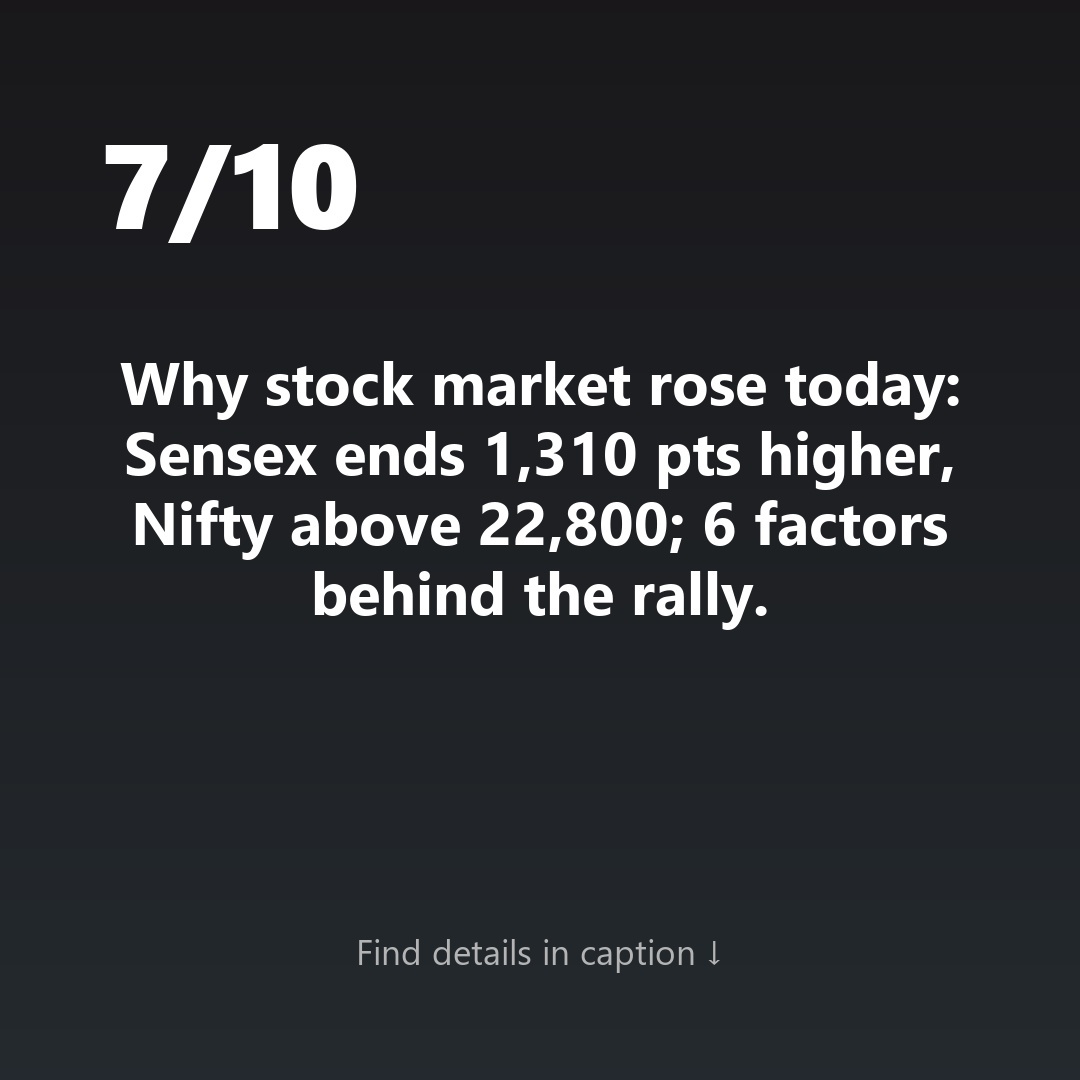 7/10
Why stock market rose today:
Sensex ends 1,310 pts higher,
Nifty above 22,800; 6 factors
behind the rally.
Find details in caption ↓